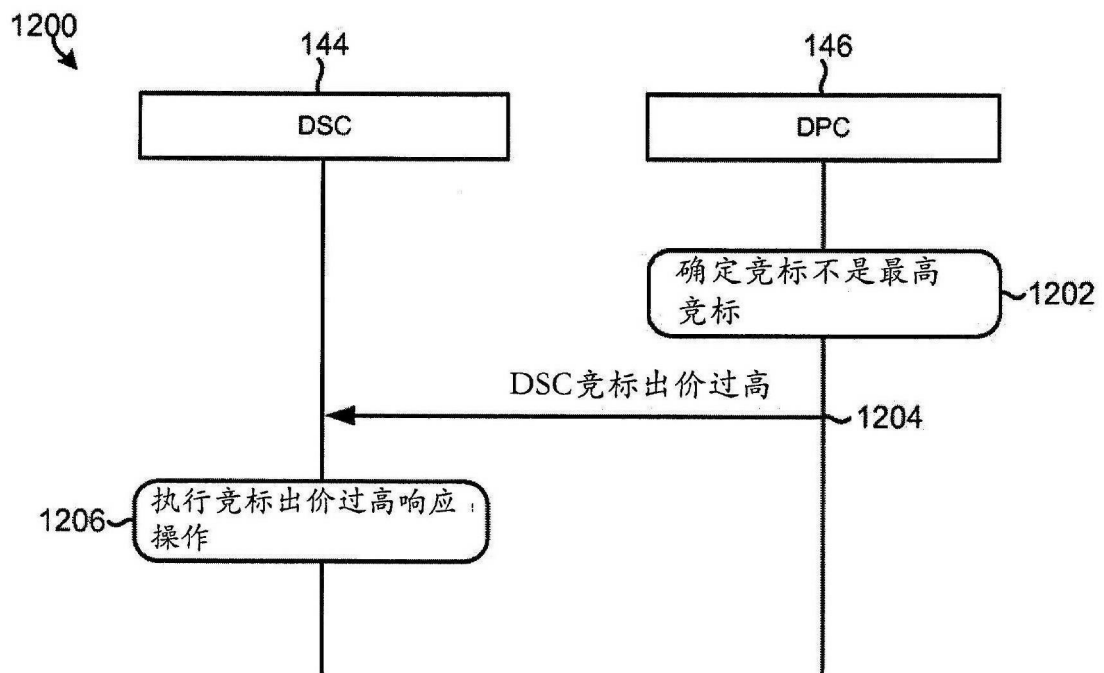 1200
144
146
DSC
DPC
确定竞标不是最高
竞标
1202
DSC竞标出价过高
1204
执行竞标出价过高响应
操作
1206